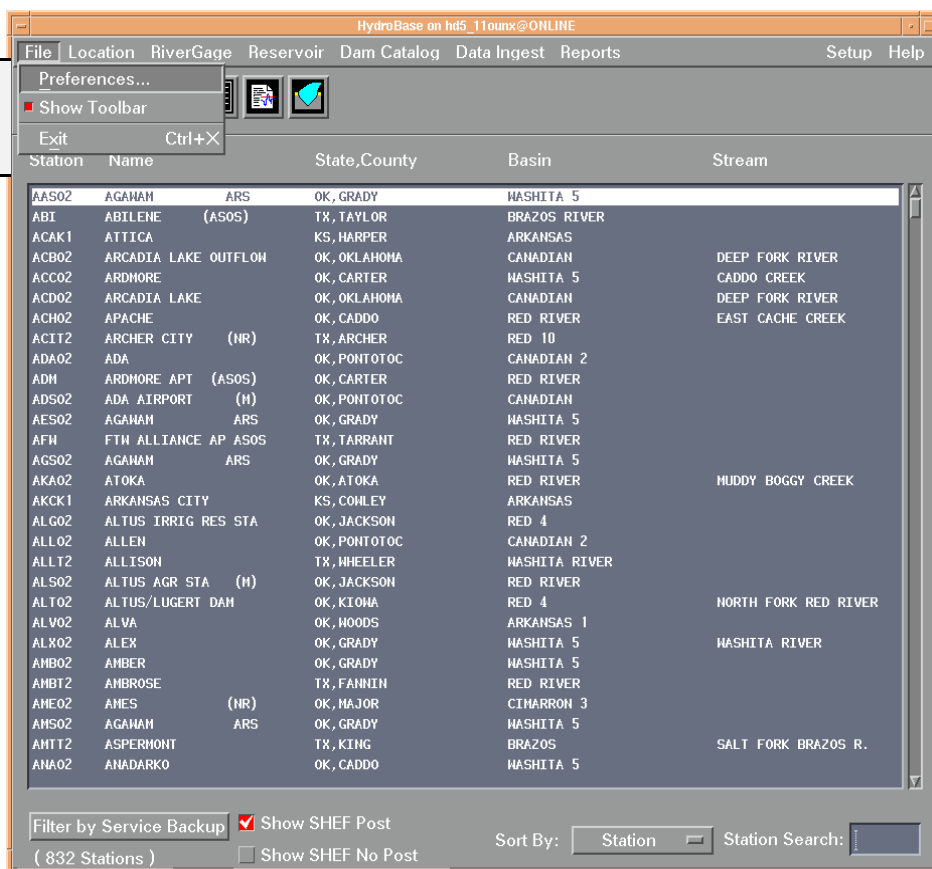 HydroBase on hd5_11ounx@ONLINE
File Location RiverGage Reservoir Dam Catalog Data Ingest Reports Setup Help
Preferences...
Show Toolbar
Exit Ctrl+X
Station Name State,County Basin Stream
AASO2 AGAWAM ARS OK,GRADY WASHITA 5
ABI ABILENE (ASOS) TX,TAYLOR BRAZOS RIVER
ACAK1 ATTICA KS,HARPER ARKANSAS
ACBO2 ARCADIA LAKE OUTFLOW OK,OKLAHOMA CANADIAN DEEP FORK RIVER
ACCO2 ARDMORE OK,CARTER WASHITA 5 CADDO CREEK
ACDO2 ARCADIA LAKE OK,OKLAHOMA CANADIAN DEEP FORK RIVER
ACHO2 APACHE OK,CADDO RED RIVER EAST CACHE CREEK
ACIT2 ARCHER CITY (NR) TX,ARCHER RED 10
ADAO2 ADA OK,PONTOTOC CANADIAN 2
ADM ARDMORE APT (ASOS) OK,CARTER RED RIVER
ADSO2 ADA AIRPORT (M) OK,PONTOTOC CANADIAN
AESO2 AGAWAM ARS OK,GRADY WASHITA 5
AFW FTW ALLIANCE AP ASOS TX,TARRANT RED RIVER
AGSO2 AGAWAM ARS OK,GRADY WASHITA 5
AKAO2 ATOKA OK,ATOKA RED RIVER MUDDY BOGGY CREEK
AKCK1 ARKANSAS CITY KS,COWLEY ARKANSAS
ALGO2 ALTUS IRRIG RES STA OK,JACKSON RED 4
ALLO2 ALLEN OK,PONTOTOC CANADIAN 2
ALLT2 ALLISON TX,WHEELER WASHITA RIVER
ALSO2 ALTUS AGR STA (M) OK,JACKSON RED RIVER
ALTO2 ALTUS/LUGERT DAM OK,KIOWA RED 4 NORTH FORK RED RIVER
ALVO2 ALVA OK,WOODS ARKANSAS 1
ALXO2 ALEX OK,GRADY WASHITA 5 WASHITA RIVER
AMBO2 AMBER OK,GRADY WASHITA 5
AMBT2 AMBROSE TX,FANNIN RED RIVER
AMEO2 AMES (NR) OK,MAJOR CIMARRON 3
AMSO2 AGAWAM ARS OK,GRADY WASHITA 5
AMTT2 ASPERMONT TX,KING BRAZOS SALT FORK BRAZOS R.
ANAO2 ANADARKO OK,CADDO WASHITA 5
Filter by Service Backup Show SHEF Post
Sort By: Station Station Search:
( 832 Stations ) Show SHEF No Post